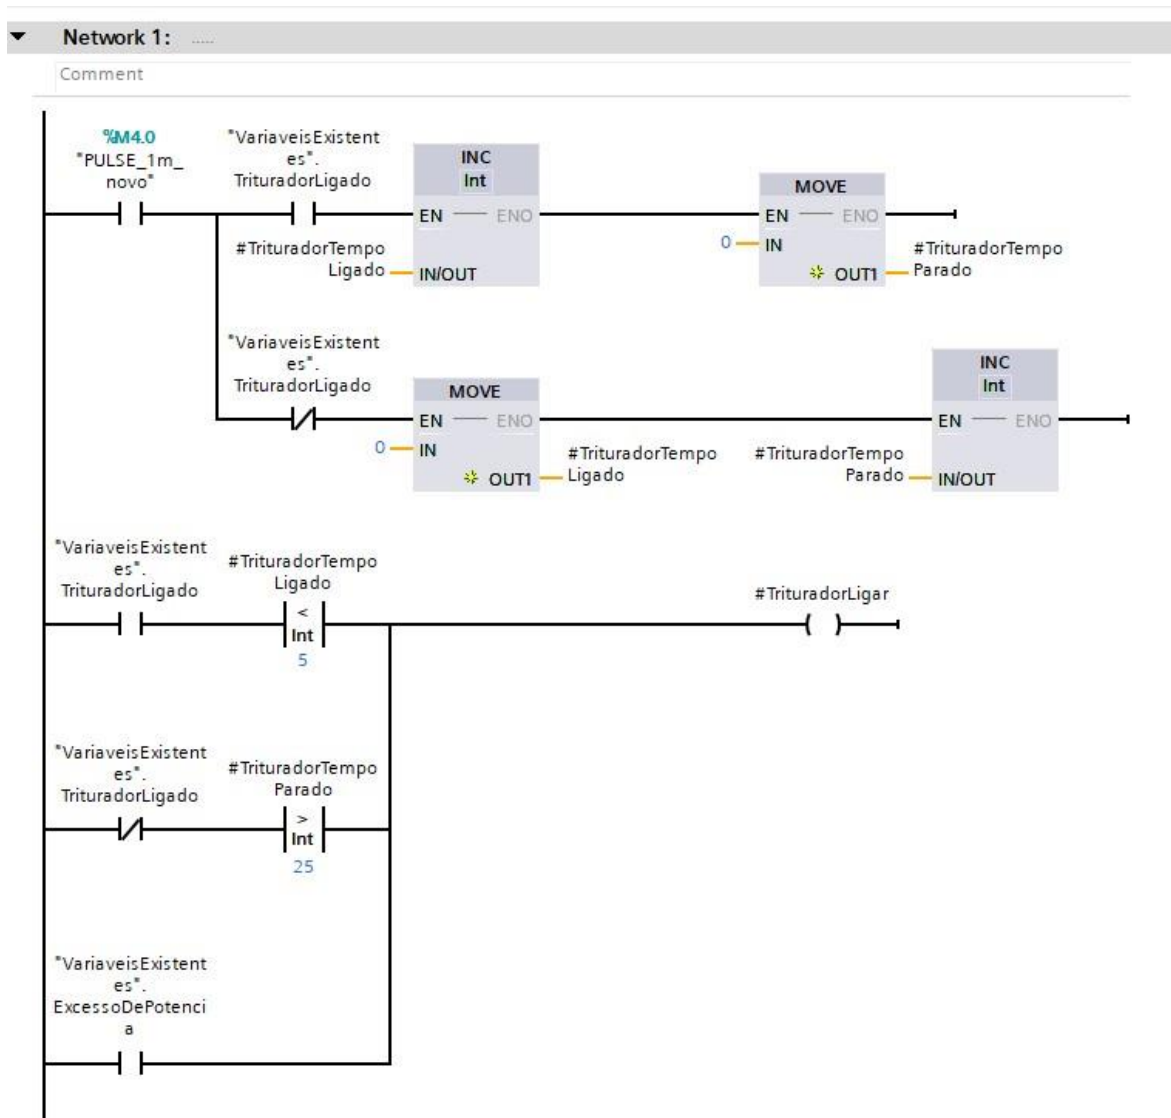 Network 1: .....
Comment
%M4.0
"PULSE_1m_
novo"
"VariaveisExistent
es".
TrituradorLigado
INC
Int
EN
ENO
#TrituradorTempo
Ligado
IN/OUT
MOVE
EN
ENO
0
IN
OUT1
#TrituradorTempo
Parado
"VariaveisExistent
es".
TrituradorLigado
MOVE
EN
ENO
0
IN
OUT1
#TrituradorTempo
Ligado
INC
Int
EN
ENO
#TrituradorTempo
Parado
IN/OUT
"VariaveisExistent
es".
TrituradorLigado
#TrituradorTempo
Ligado
<
Int
5
#TrituradorLigar
"VariaveisExistent
es".
TrituradorLigado
#TrituradorTempo
Parado
>
Int
25
"VariaveisExistent
es".
ExcessoDePotenci
a